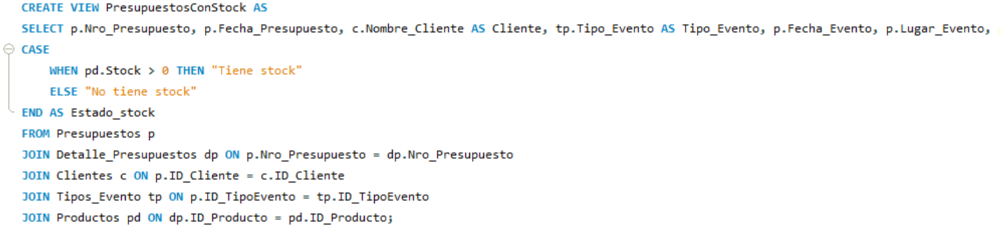 CREATE VIEW PresupuestosConStock AS
SELECT p.Nro_Presupuesto, p.Fecha_Presupuesto, c.Nombre_Cliente AS Cliente, tp.Tipo_Evento AS Tipo_Evento, p.Fecha_Evento, p.Lugar_Evento,
CASE
WHEN pd.Stock > 0 THEN "Tiene stock"
ELSE "No tiene stock"
END AS Estado_stock
FROM Presupuestos p
JOIN Detalle_Presupuestos dp ON p.Nro_Presupuesto = dp.Nro_Presupuesto
JOIN Clientes c ON p.ID_Cliente = c.ID_Cliente
JOIN Tipos_Evento tp ON p.ID_TipoEvento = tp.ID_TipoEvento
JOIN Productos pd ON dp.ID_Producto = pd.ID_Producto;